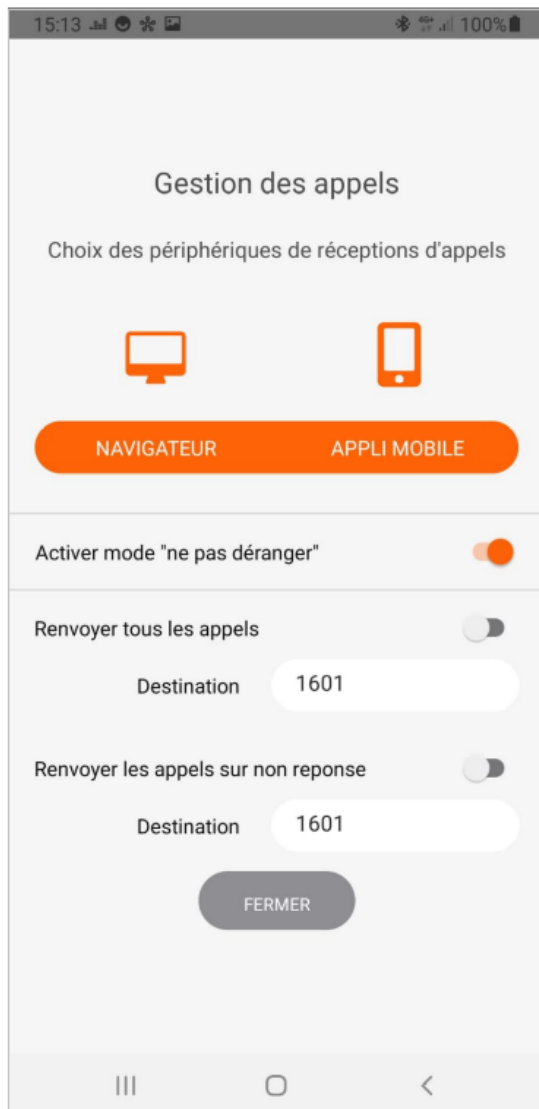 15:13 4G+ 100%
Gestion des appels
Choix des périphériques de réceptions d'appels
NAVIGATEUR APPLI MOBILE
Activer mode "ne pas déranger"
Renvoyer tous les appels
Destination 1601
Renvoyer les appels sur non reponse
Destination 1601
FERMER